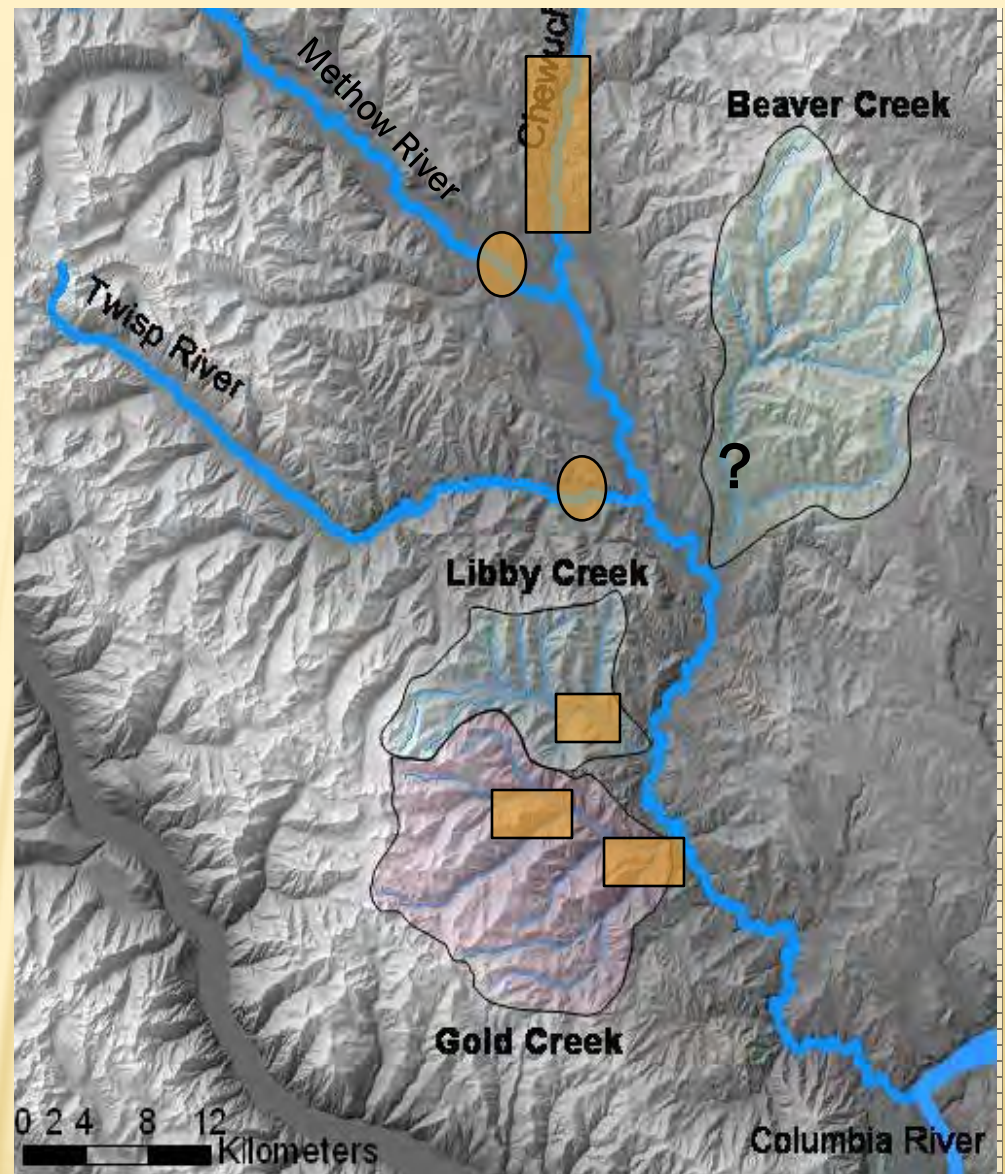 Chewuch
Beaver Creek
Methow River
Twisp River
?
Libby Creek
Gold Creek
0 2 4 8 12
Kilometers
Columbia River